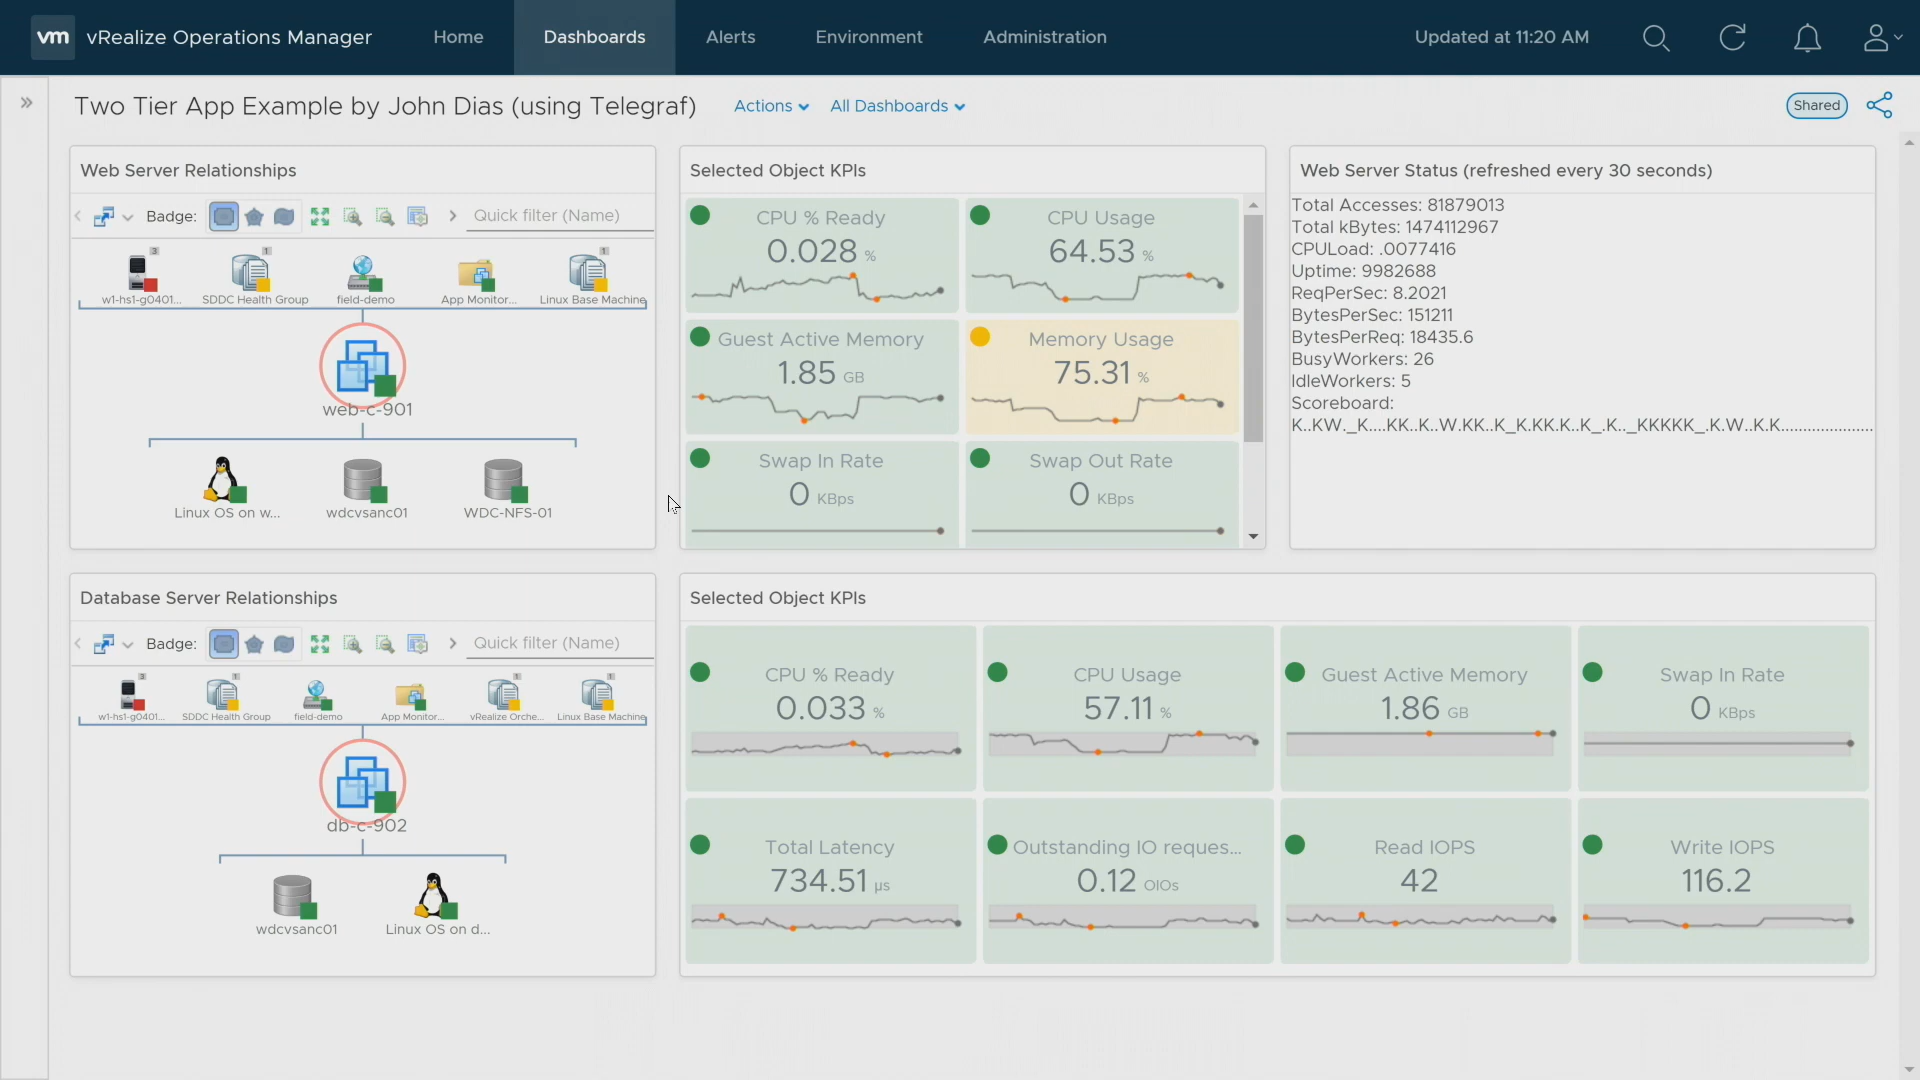 vm vRealize Operations Manager Home Dashboards Alerts Environment Administration Updated at 11:20 AM
Two Tier App Example by John Dias (using Telegraf) Actions All Dashboards Shared
Web Server Relationships
Badge: Quick filter (Name)
3 1 1
w1-hs1-g0401... SDDC Health Group field-demo App Monitor... Linux Base Machine
web-c-901
Linux OS on w... wdcvsanc01 WDC-NFS-01
Selected Object KPIs
CPU % Ready
0.028 %
CPU Usage
64.53 %
Guest Active Memory
1.85 GB
Memory Usage
75.31 %
Swap In Rate
0 KBps
Swap Out Rate
0 KBps
Web Server Status (refreshed every 30 seconds)
Total Accesses: 81879013
Total kBytes: 1474112967
CPULoad: .0077416
Uptime: 9982688
ReqPerSec: 8.2021
BytesPerSec: 151211
BytesPerReq: 18435.6
BusyWorkers: 26
IdleWorkers: 5
Scoreboard:
K..KW._K....KK..K..W.KK..K_K.KK.K..K_.K.._KKKKK_.K.W..K.K.....................
Database Server Relationships
Badge: Quick filter (Name)
3 1 1 1
w1-hs1-g0401... SDDC Health Group field-demo App Monitor... vRealize Orche... Linux Base Machine
db-c-902
wdcvsanc01 Linux OS on d...
Selected Object KPIs
CPU % Ready
0.033 %
CPU Usage
57.11 %
Guest Active Memory
1.86 GB
Swap In Rate
0 KBps
Total Latency
734.51 µs
Outstanding IO reques...
0.12 OIOs
Read IOPS
42
Write IOPS
116.2